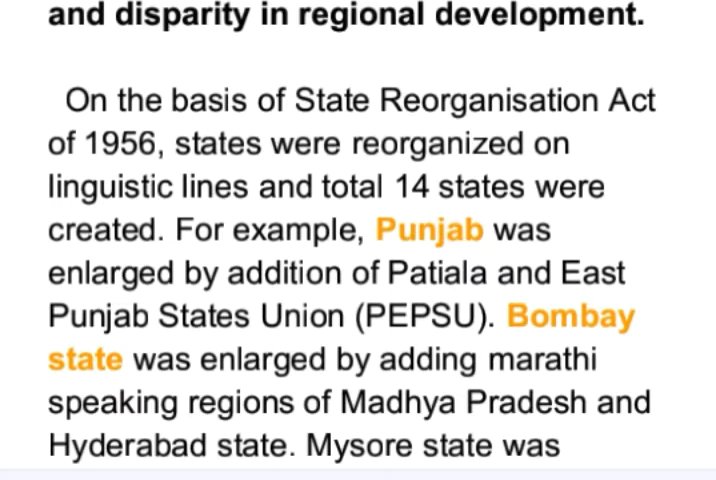 and disparity in regional development.
On the basis of State Reorganisation Act
of 1956, states were reorganized on
linguistic lines and total 14 states were
created. For example, Punjab was
enlarged by addition of Patiala and East
Punjab States Union (PEPSU). Bombay
state was enlarged by adding marathi
speaking regions of Madhya Pradesh and
Hyderabad state. Mysore state was